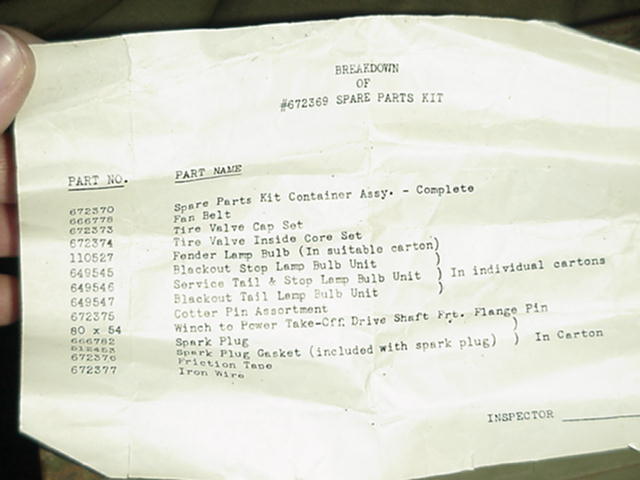 BREAKDOWN
OF
#672369 SPARE PARTS KIT
PART NO. PART NAME
672370 Spare Parts Kit Container Assy. - Complete
666778 Fan Belt
672373 Tire Valve Cap Set
672374 Tire Valve Inside Core Set
110527 Fender Lamp Bulb (In suitable carton)
649545 Blackout Stop Lamp Bulb Unit )
649546 Service Tail & Stop Lamp Bulb Unit ) In individual cartons
649547 Blackout Tail Lamp Bulb Unit )
672375 Cotter Pin Assortment
80 x 54 Winch to Power Take-Off Drive Shaft Frt. Flange Pin
666782 Spark Plug )
Spark Plug Gasket (included with spark plug) ) In Carton
672376 Friction Tape
672377 Iron Wire
INSPECTOR